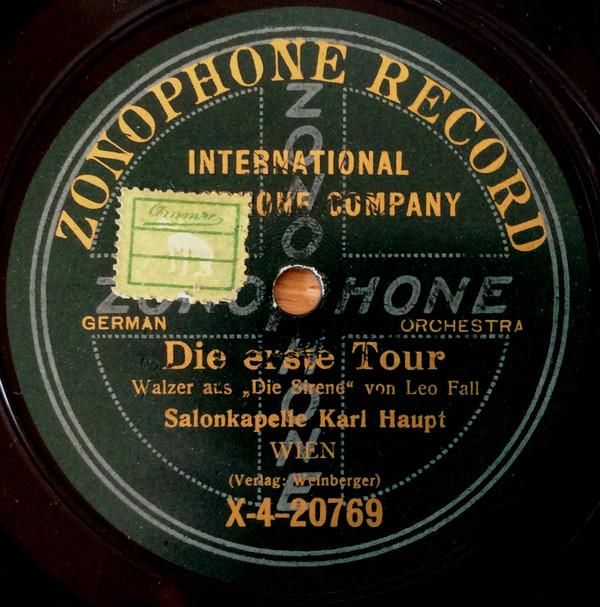 ZONOPHONE RECORD
INTERNATIONAL
COMPANY
ZONOPHONE
ZONOPHONE
GERMAN ORCHESTRA
Die erste Tour
Walzer aus „Die Sirene“ von Leo Fall
Salonkapelle Karl Haupt
WIEN
(Verlag: Weinberger)
X-4-20769